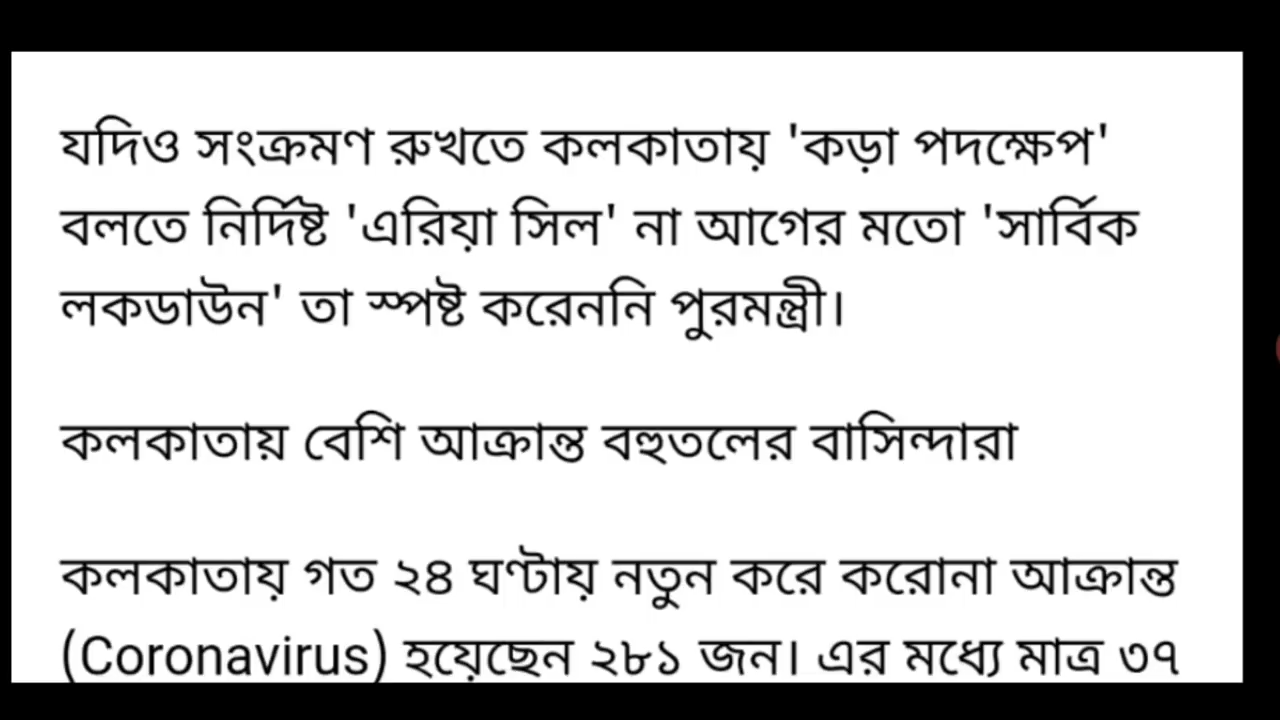 যদিও সংক্রমণ রুখতে কলকাতায় 'কড়া পদক্ষেপ'
বলতে নির্দিষ্ট 'এরিয়া সিল' না আগের মতো 'সার্বিক
লকডাউন' তা স্পষ্ট করেননি পুরমন্ত্রী।
কলকাতায় বেশি আক্রান্ত বহুতলের বাসিন্দারা
কলকাতায় গত ২৪ ঘণ্টায় নতুন করে করোনা আক্রান্ত
(Coronavirus) হয়েছেন ২৮১ জন। এর মধ্যে মাত্র ৩৭